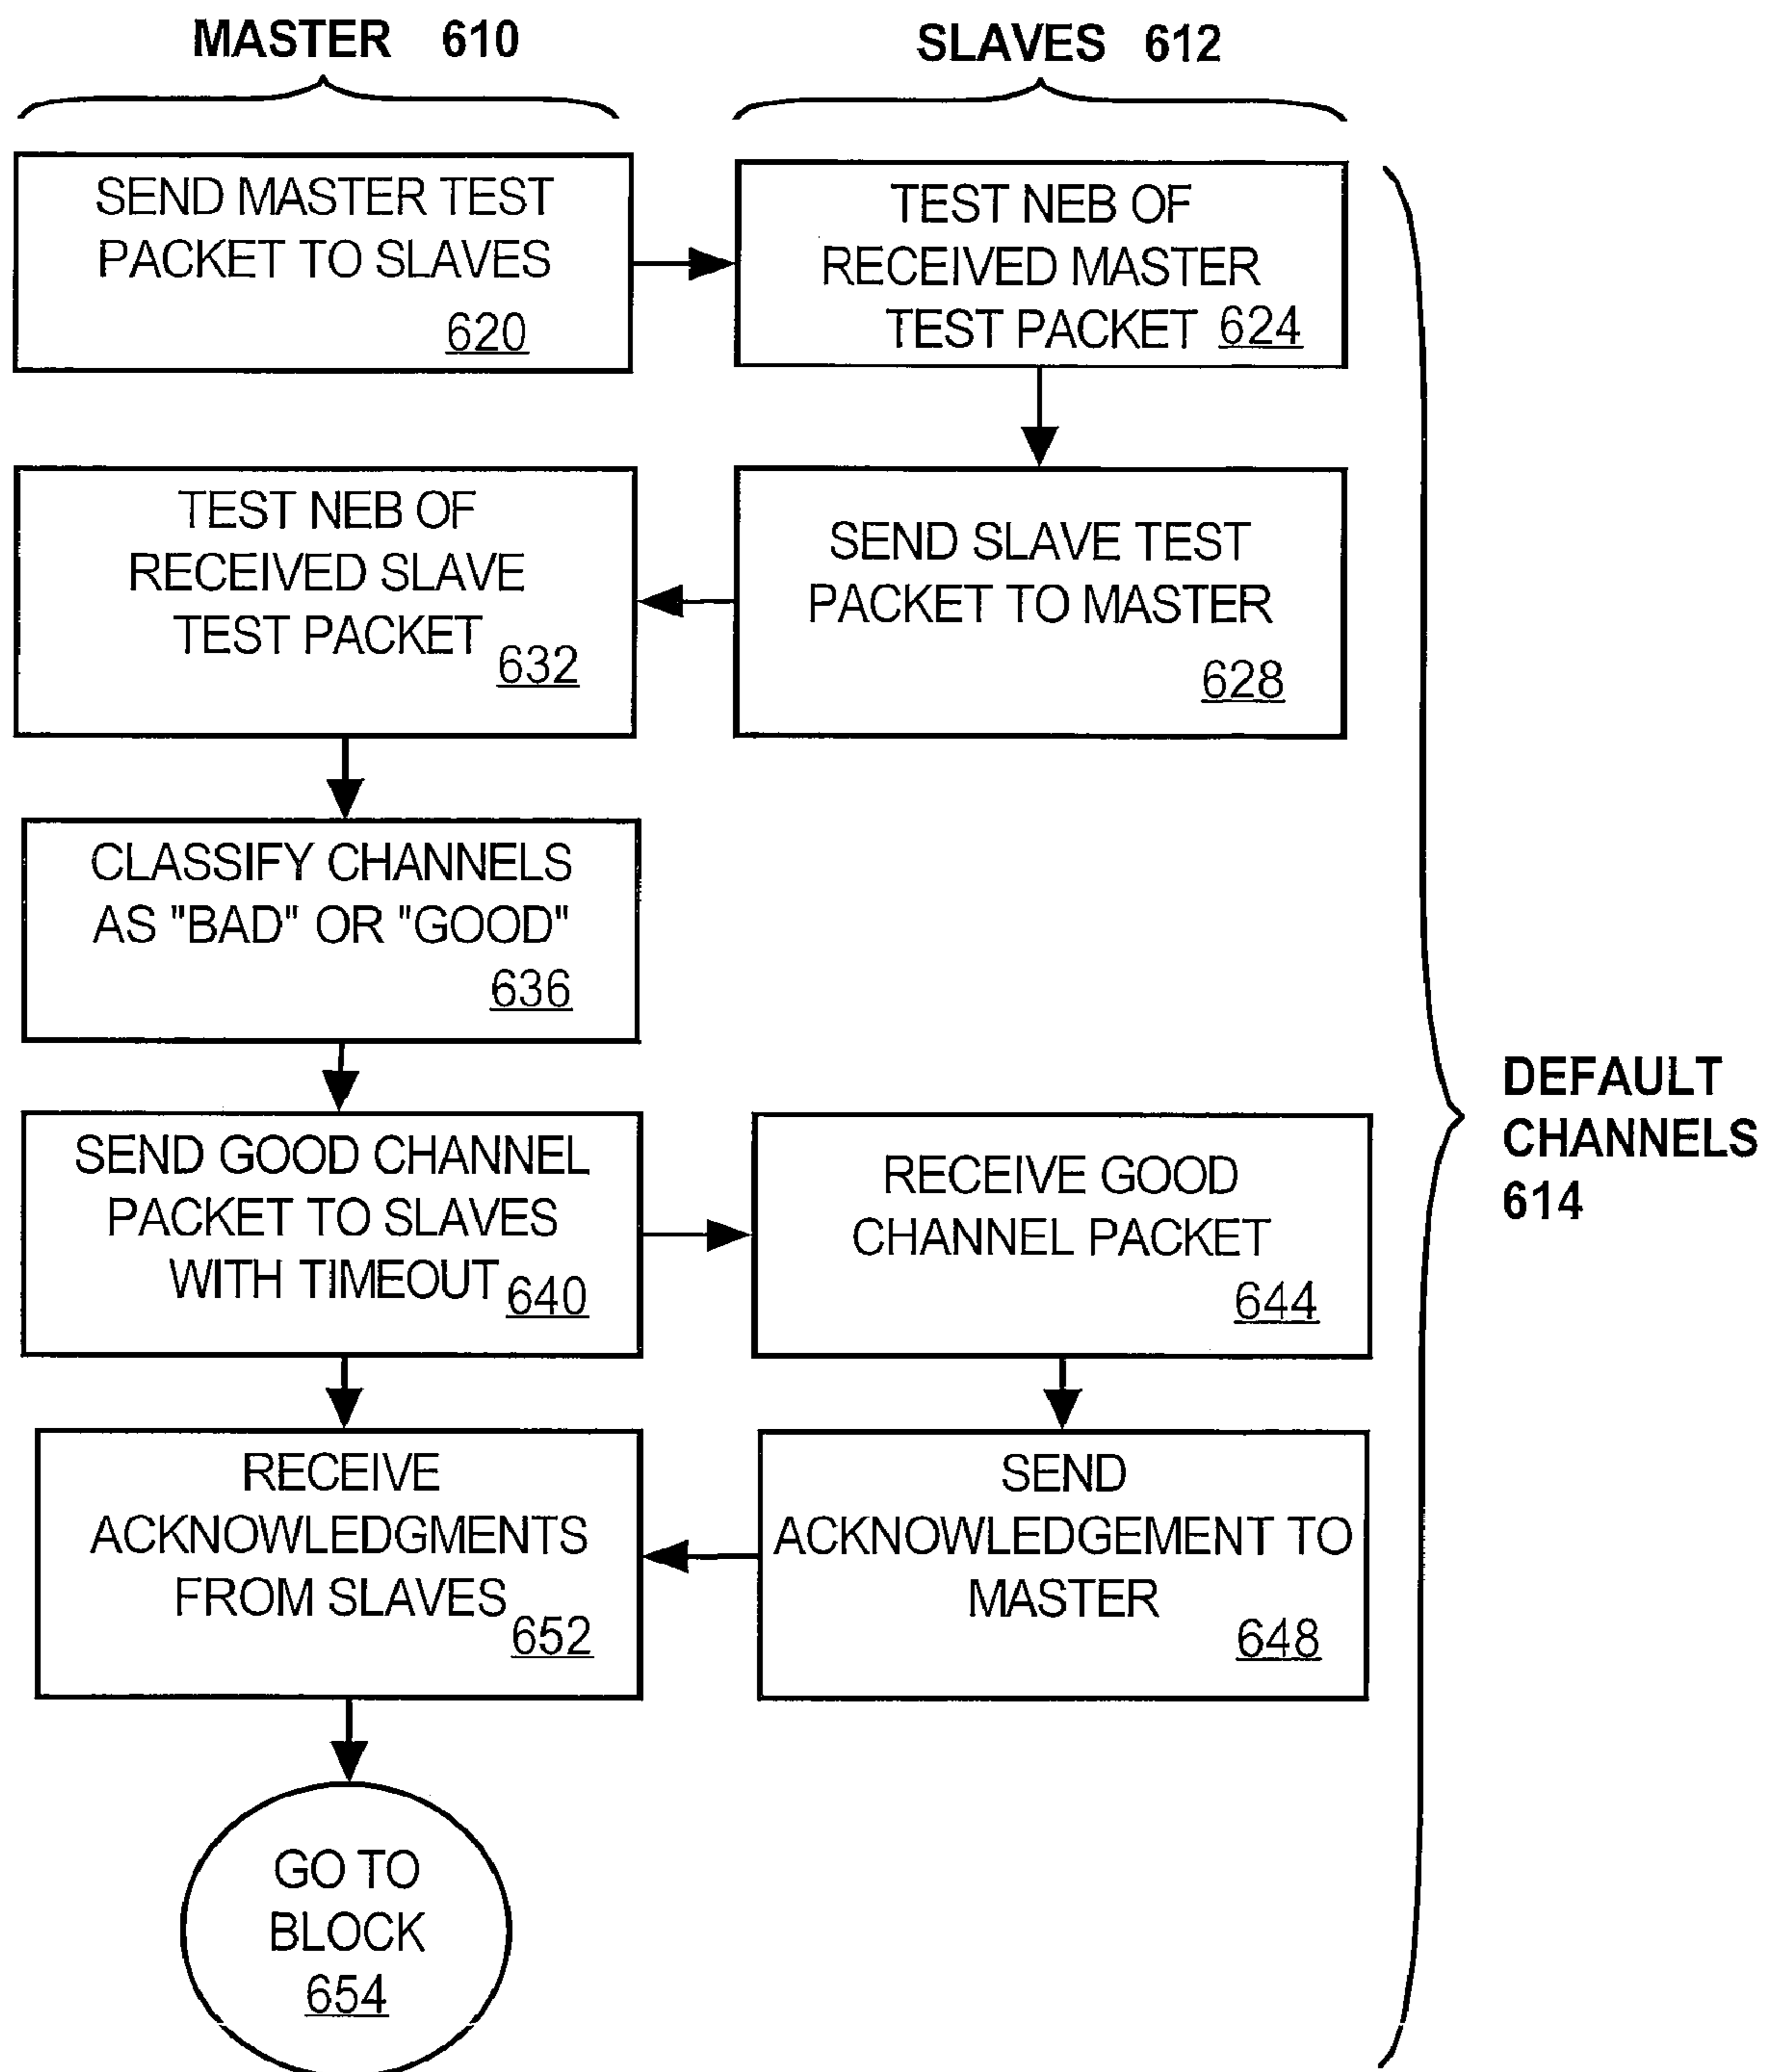 MASTER 610
SLAVES 612
SEND MASTER TEST
PACKET TO SLAVES
620
TEST NEB OF
RECEIVED MASTER
TEST PACKET 624
TEST NEB OF
RECEIVED SLAVE
TEST PACKET
632
SEND SLAVE TEST
PACKET TO MASTER
628
CLASSIFY CHANNELS
AS "BAD" OR "GOOD"
636
SEND GOOD CHANNEL
PACKET TO SLAVES
WITH TIMEOUT 640
RECEIVE GOOD
CHANNEL PACKET
644
RECEIVE
ACKNOWLEDGMENTS
FROM SLAVES
652
SEND
ACKNOWLEDGEMENT TO
MASTER
648
GO TO
BLOCK
654
DEFAULT
CHANNELS
614